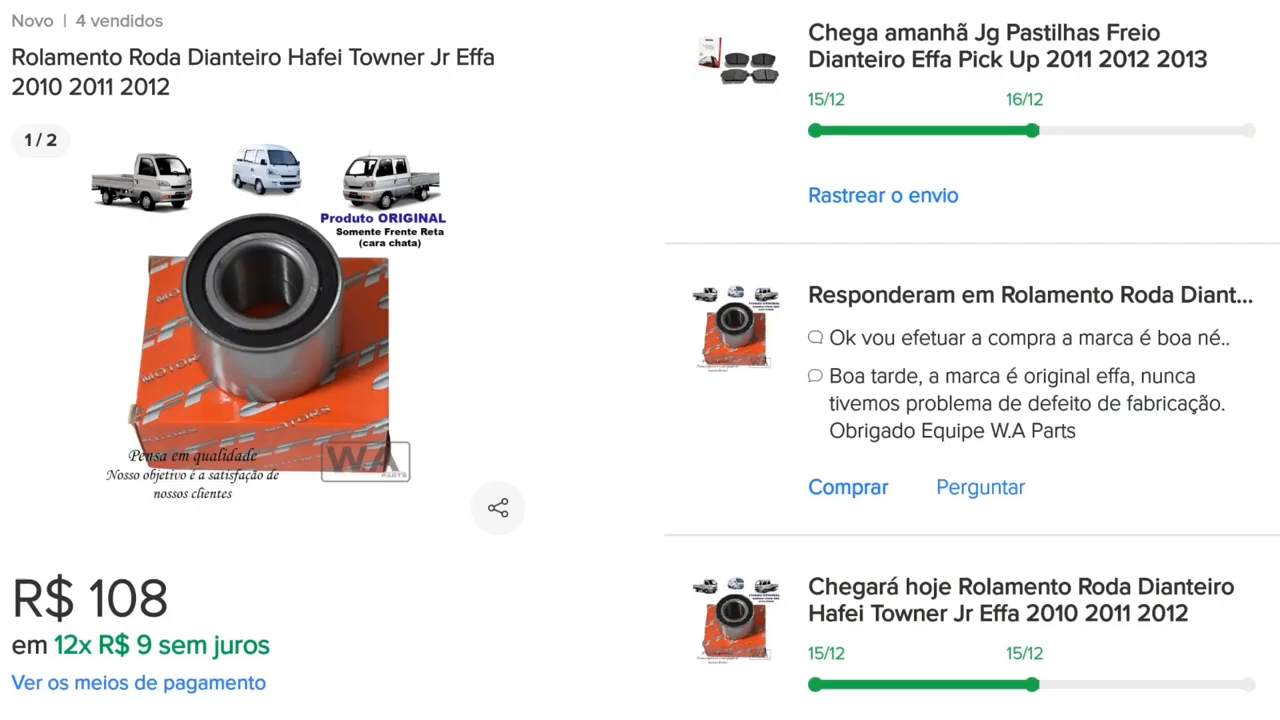 Novo | 4 vendidos
Rolamento Roda Dianteiro Hafei Towner Jr Effa
2010 2011 2012
1 / 2
Produto ORIGINAL
Somente Frente Reta
(cara chata)
MOTORS
MOTORS
Pensa em qualidade
Nosso objetivo é a satisfação de
nossos clientes
WA
PARTS
R$ 108
em 12x R$ 9 sem juros
Ver os meios de pagamento
Chega amanhã Jg Pastilhas Freio
Dianteiro Effa Pick Up 2011 2012 2013
15/12 16/12
Rastrear o envio
Responderam em Rolamento Roda Diant...
Ok vou efetuar a compra a marca é boa né..
Boa tarde, a marca é original effa, nunca
tivemos problema de defeito de fabricação.
Obrigado Equipe W.A Parts
Comprar Perguntar
Chegará hoje Rolamento Roda Dianteiro
Hafei Towner Jr Effa 2010 2011 2012
15/12 15/12